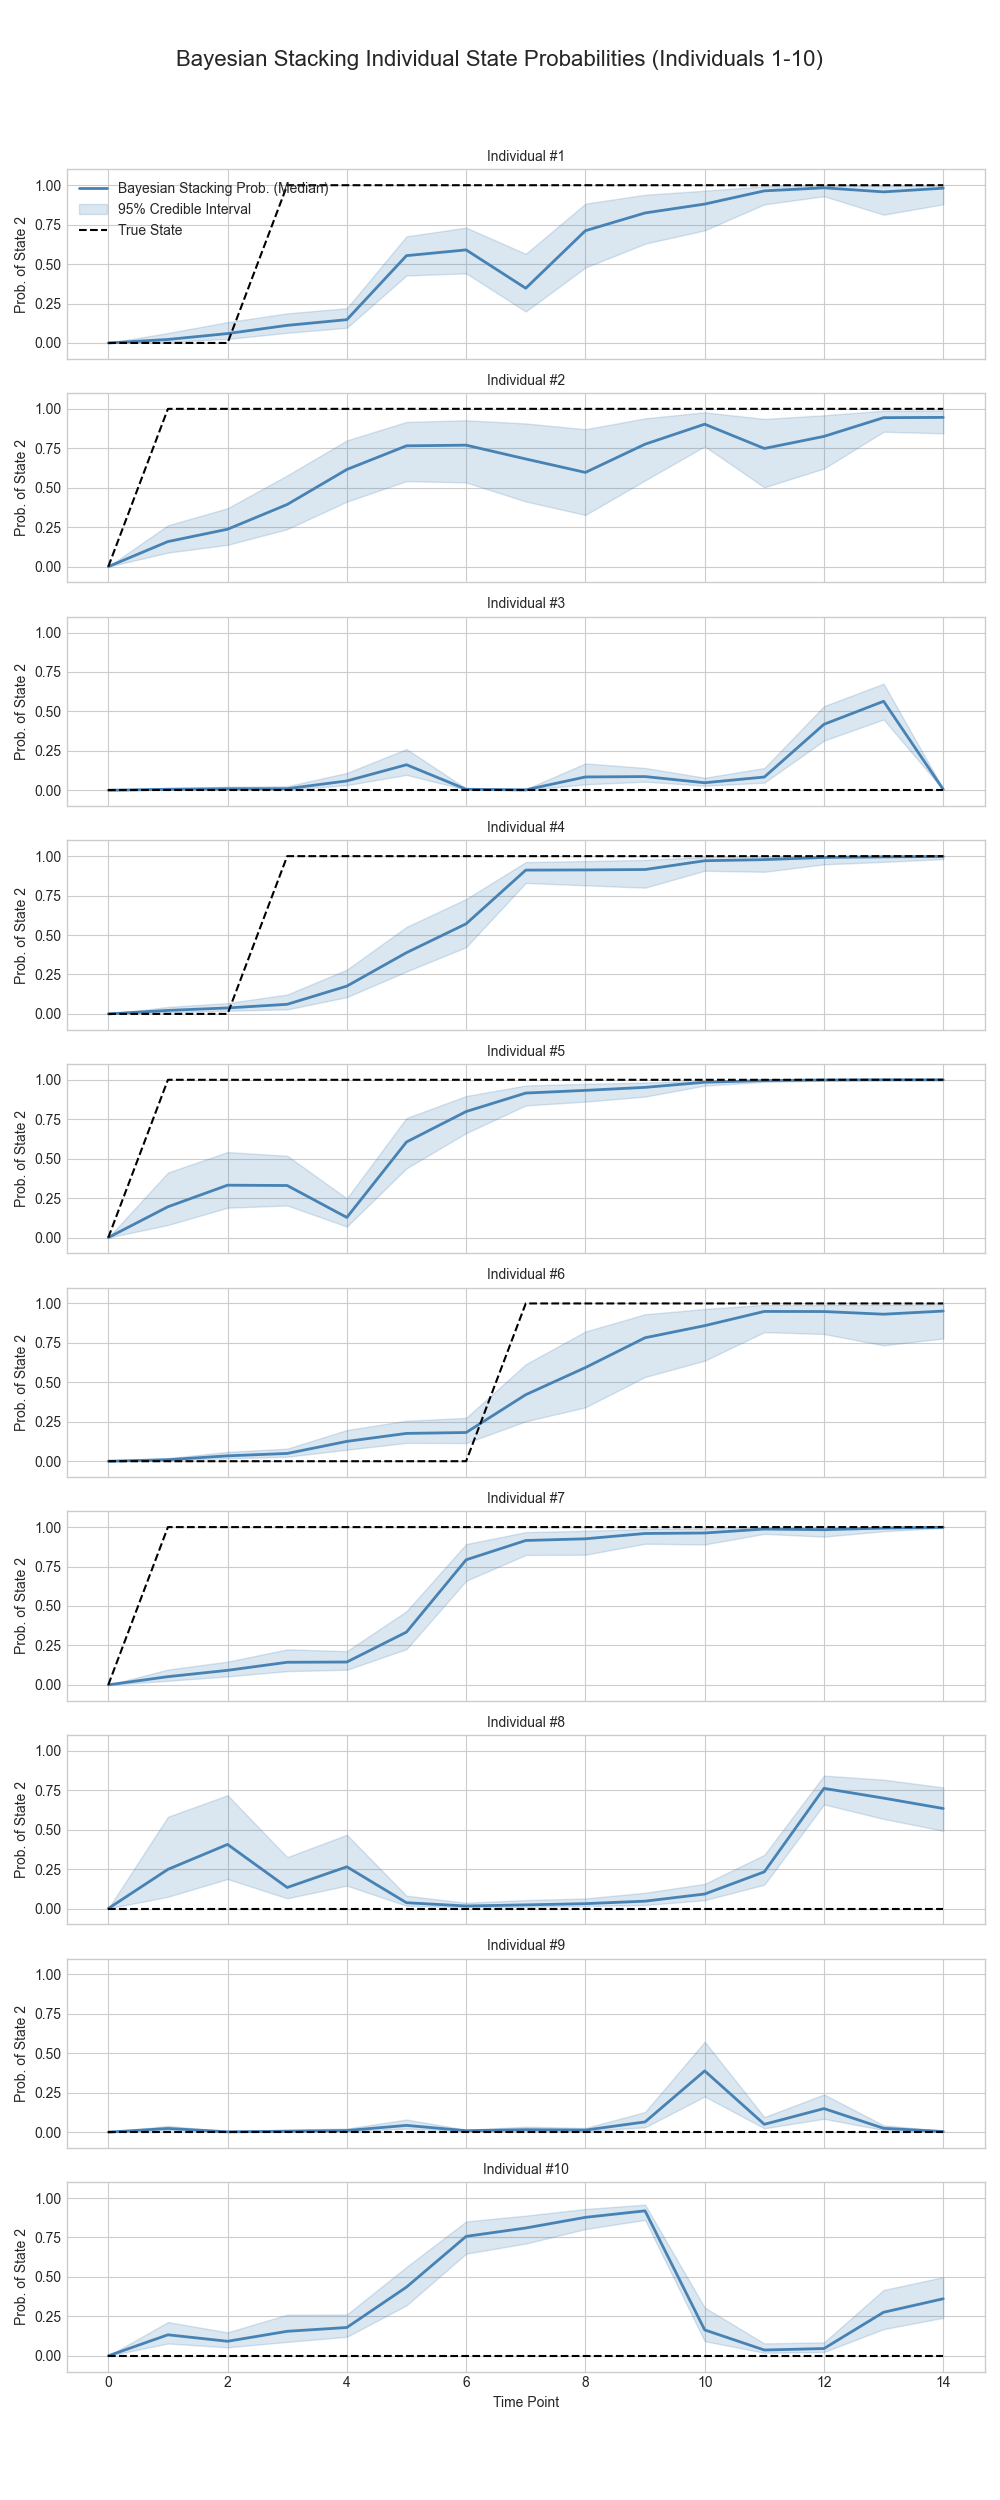 Bayesian Stacking Individual State Probabilities (Individuals 1-10)
Individual #1
Prob. of State 2
1.00
0.75
0.50
0.25
0.00
Bayesian Stacking Prob. (Median)
95% Credible Interval
True State
Individual #2
Prob. of State 2
1.00
0.75
0.50
0.25
0.00
Individual #3
Prob. of State 2
1.00
0.75
0.50
0.25
0.00
Individual #4
Prob. of State 2
1.00
0.75
0.50
0.25
0.00
Individual #5
Prob. of State 2
1.00
0.75
0.50
0.25
0.00
Individual #6
Prob. of State 2
1.00
0.75
0.50
0.25
0.00
Individual #7
Prob. of State 2
1.00
0.75
0.50
0.25
0.00
Individual #8
Prob. of State 2
1.00
0.75
0.50
0.25
0.00
Individual #9
Prob. of State 2
1.00
0.75
0.50
0.25
0.00
Individual #10
Prob. of State 2
1.00
0.75
0.50
0.25
0.00
0 2 4 6 8 10 12 14
Time Point